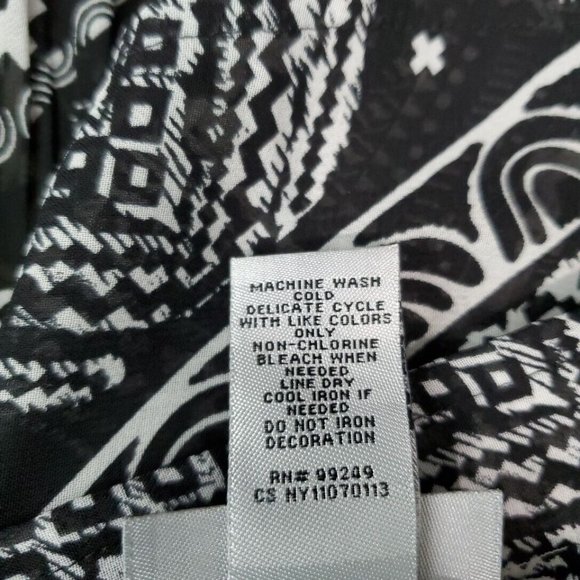 MACHINE WASH
COLD
DELICATE CYCLE
WITH LIKE COLORS
ONLY
NON-CHLORINE
BLEACH WHEN
NEEDED
LINE DRY
COOL IRON IF
NEEDED
DO NOT IRON
DECORATION
RN# 99249
CS NY11070113